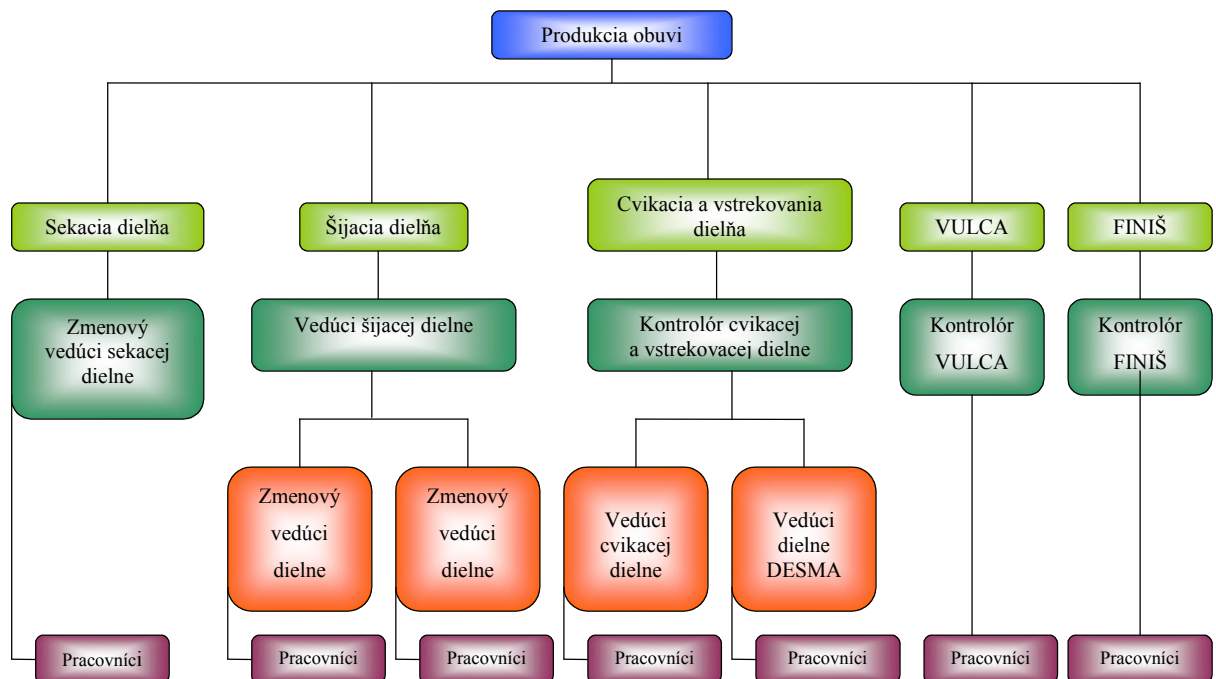 Produkcia obuvi
Sekacia dielňa
Šijacia dielňa
Cvikacia a vstrekovania
dielňa
VULCA
FINIŠ
Zmenový
vedúci sekacej
dielne
Vedúci šijacej dielne
Kontrolór cvikacej
a vstrekovacej dielne
Kontrolór
VULCA
Kontrolór
FINIŠ
Zmenový
vedúci
dielne
Zmenový
vedúci
dielne
Vedúci
cvikacej
dielne
Vedúci
dielne
DESMA
Pracovníci
Pracovníci
Pracovníci
Pracovníci
Pracovníci
Pracovníci
Pracovníci